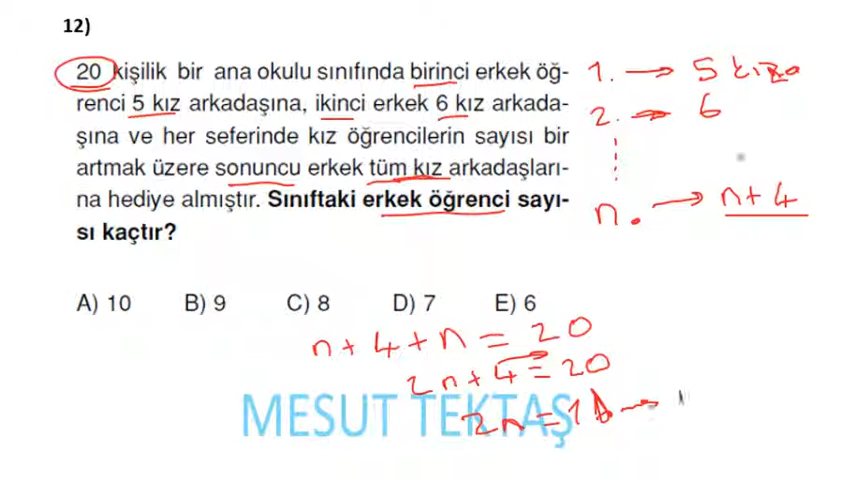 12)
20 kişilik bir ana okulu sınıfında birinci erkek öğ-
renci 5 kız arkadaşına, ikinci erkek 6 kız arkada-
şına ve her seferinde kız öğrencilerin sayısı bir
artmak üzere sonuncu erkek tüm kız arkadaşları-
na hediye almıştır. Sınıftaki erkek öğrenci sayı-
sı kaçtır?
1. → 5 kıza
2. → 6
n. → n+4
A) 10 B) 9 C) 8 D) 7 E) 6
n+4+n=20
2n+4=20
2n=16→
MESUT TEKTAŞ